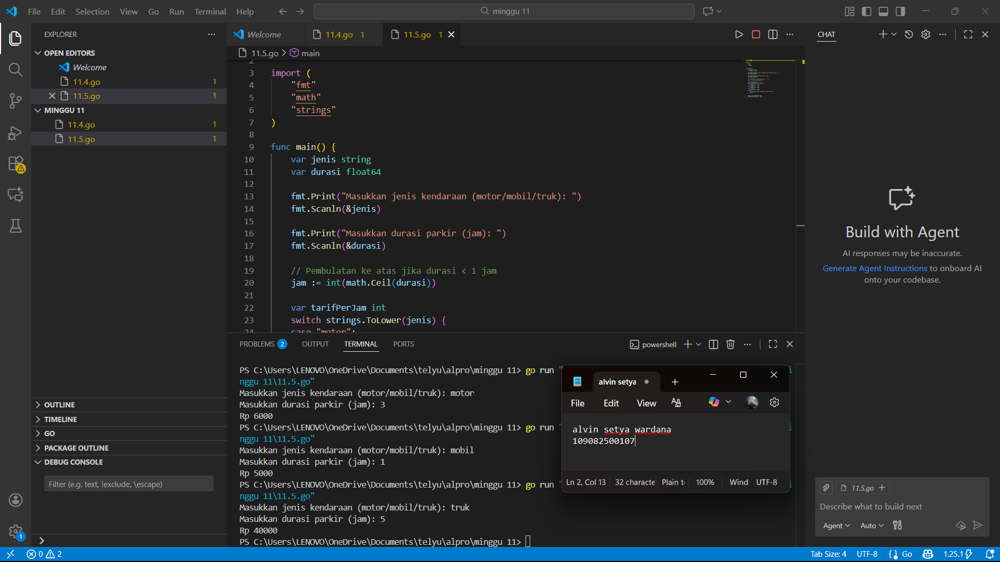 File Edit Selection View Go Run Terminal Help
minggu 11
EXPLORER
OPEN EDITORS
Welcome
11.4.go 1
11.5.go 1
MINGGU 11
11.4.go 1
11.5.go 1
OUTLINE
TIMELINE
GO
PACKAGE OUTLINE
DEBUG CONSOLE
Filter (e.g. text, !exclude, \escape)
1
Welcome 11.4.go 1 11.5.go 1
11.5.go main
2
3 import (
4 "fmt"
5 "math"
6 "strings"
7 )
8
9 func main() {
10 var jenis string
11 var durasi float64
12
13 fmt.Print("Masukkan jenis kendaraan (motor/mobil/truk): ")
14 fmt.Scanln(&jenis)
15
16 fmt.Print("Masukkan durasi parkir (jam): ")
17 fmt.Scanln(&durasi)
18
19 // Pembulatan ke atas jika durasi < 1 jam
20 jam := int(math.Ceil(durasi))
21
22 var tarifPerJam int
23 switch strings.ToLower(jenis) {
24 case "motor":
PROBLEMS 2 OUTPUT TERMINAL PORTS
powershell
PS C:\Users\LENOVO\OneDrive\Documents\telyu\alpro\minggu 11> go run "
nggu 11\11.5.go"
Masukkan jenis kendaraan (motor/mobil/truk): motor
Masukkan durasi parkir (jam): 3
Rp 6000
PS C:\Users\LENOVO\OneDrive\Documents\telyu\alpro\minggu 11> go run "
nggu 11\11.5.go"
Masukkan jenis kendaraan (motor/mobil/truk): mobil
Masukkan durasi parkir (jam): 1
Rp 5000
PS C:\Users\LENOVO\OneDrive\Documents\telyu\alpro\minggu 11> go run "
nggu 11\11.5.go"
Masukkan jenis kendaraan (motor/mobil/truk): truk
Masukkan durasi parkir (jam): 5
Rp 40000
PS C:\Users\LENOVO\OneDrive\Documents\telyu\alpro\minggu 11>
alvin setya
File Edit View
alvin setya wardana
109082500107
Ln 2, Col 13 32 characte Plain t 100% Wind UTF-8
CHAT
Build with Agent
AI responses may be inaccurate.
Generate Agent Instructions to onboard AI
onto your codebase.
11.5.go
Describe what to build next
Agent Auto
0 2
Tab Size: 4 UTF-8 Go 1.25.1